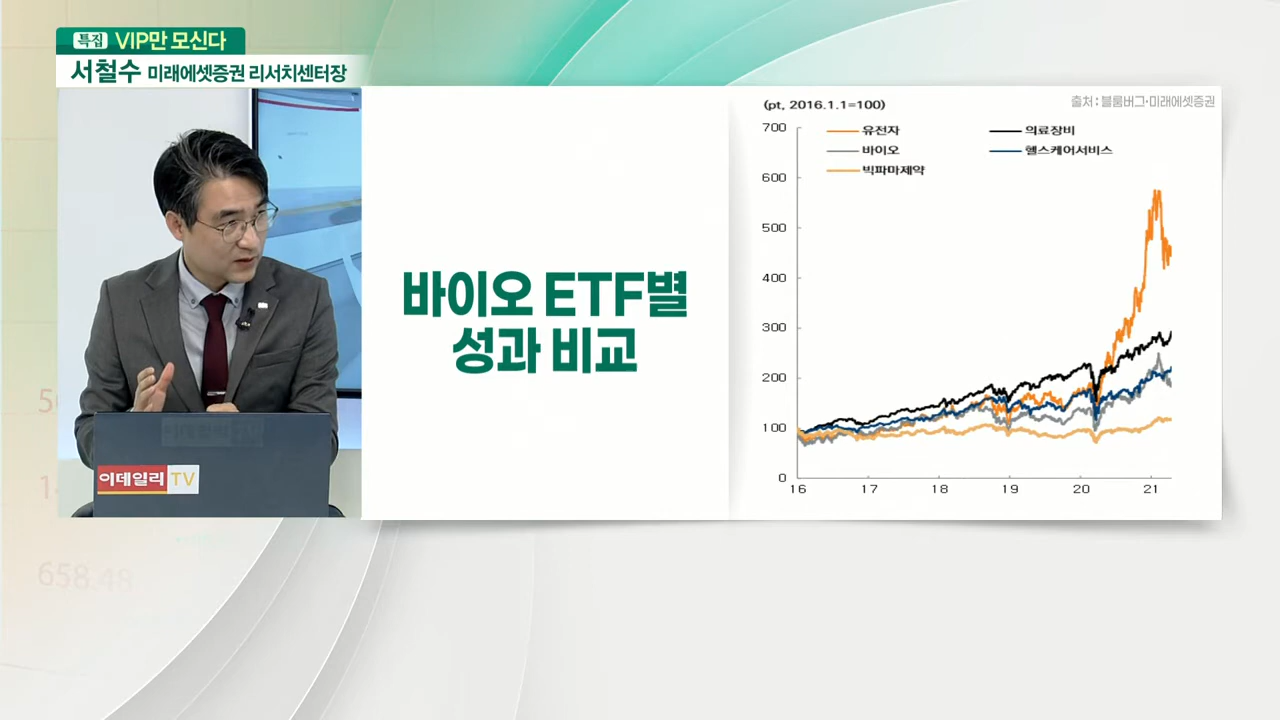 특집 VIP만 모신다
서철수 미래에셋증권 리서치센터장
바이오 ETF별
성과 비교
(pt, 2016.1.1=100)
출처 : 블룸버그·미래에셋증권
유전자
의료장비
바이오
헬스케어서비스
빅파마제약
700
600
500
400
300
200
100
0
16 17 18 19 20 21
이데일리 TV
658.48